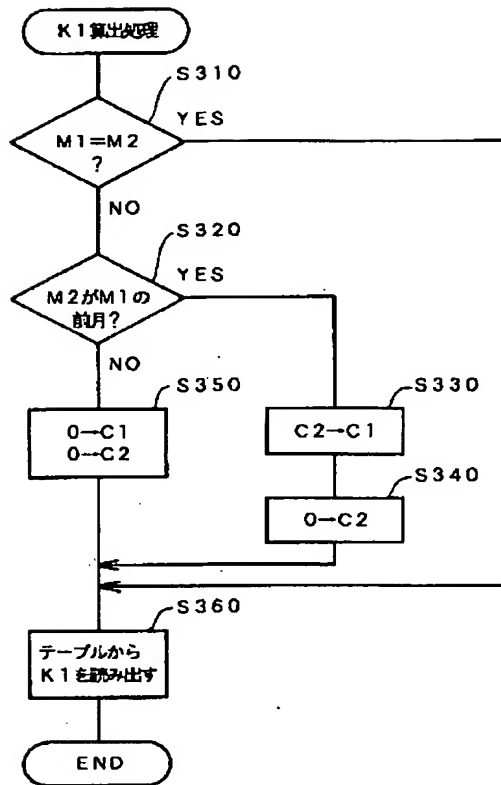 K1算出処理
S310
YES
M1=M2
?
NO
S320
YES
M2がM1の
前月?
NO
S350
S330
0→C1
0→C2
C2→C1
S340
0→C2
S360
テーブルから
K1を読み出す
END